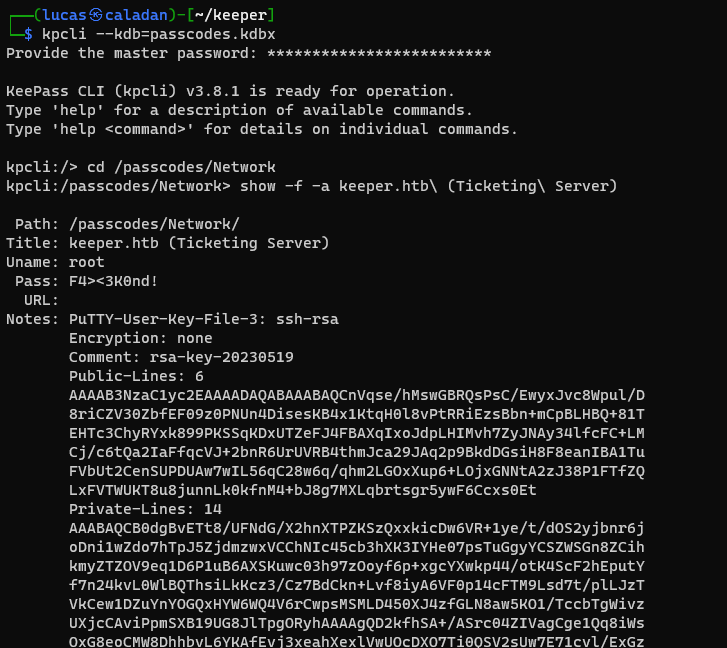 ┌──(lucas㉿caladan)-[~/keeper]
└─$ kpcli --kdb=passcodes.kdbx
Provide the master password: *************************
KeePass CLI (kpcli) v3.8.1 is ready for operation.
Type 'help' for a description of available commands.
Type 'help <command>' for details on individual commands.
kpcli:/> cd /passcodes/Network
kpcli:/passcodes/Network> show -f -a keeper.htb\ (Ticketing\ Server)
Path: /passcodes/Network/
Title: keeper.htb (Ticketing Server)
Uname: root
Pass: F4><3K0nd!
URL:
Notes: PuTTY-User-Key-File-3: ssh-rsa
Encryption: none
Comment: rsa-key-20230519
Public-Lines: 6
AAAAB3NzaC1yc2EAAAADAQABAAABAQCnVqse/hMswGBRQsPsC/EwyxJvc8Wpul/D
8riCZV30ZbfEF09z0PNUn4DisesKB4x1KtqH0l8vPtRRiEzsBbn+mCpBLHBQ+81T
EHTc3ChyRYxk899PKSSqKDxUTZeFJ4FBAXqIxoJdpLHIMvh7ZyJNAy34lfcFC+LM
Cj/c6tQa2IaFfqcVJ+2bnR6UrUVRB4thmJca29JAq2p9BkdDGsiH8F8eanIBA1Tu
FVbUt2CenSUPDUAw7wIL56qC28w6q/qhm2LGOxXup6+LOjxGNNtA2zJ38P1FTfZQ
LxFVTWUKT8u8junnLk0kfnM4+bJ8g7MXLqbrtsgr5ywF6Ccxs0Et
Private-Lines: 14
AAABAQCB0dgBvETt8/UFNdG/X2hnXTPZKSzQxxkicDw6VR+1ye/t/dOS2yjbnr6j
oDni1wZdo7hTpJ5ZjdmzwxVCChNIc45cb3hXK3IYHe07psTuGgyYCSZWSGn8ZCih
kmyZTZOV9eq1D6P1uB6AXSKuwc03h97zOoyf6p+xgcYXwkp44/otK4ScF2hEputY
f7n24kvL0WlBQThsiLkKcz3/Cz7BdCkn+Lvf8iyA6VF0p14cFTM9Lsd7t/plLJzT
VkCew1DZuYnYOGQxHYW6WQ4V6rCwpsMSMLD450XJ4zfGLN8aw5KO1/TccbTgWivz
UXjcCAviPpmSXB19UG8JlTpgORyhAAAAgQD2kfhSA+/ASrc04ZIVagCge1Qq8iWs
OxG8eoCMW8DhhbvL6YKAfEvj3xeahXexlVwUOcDXO7Ti0QSV2sUw7E71cvl/ExGz